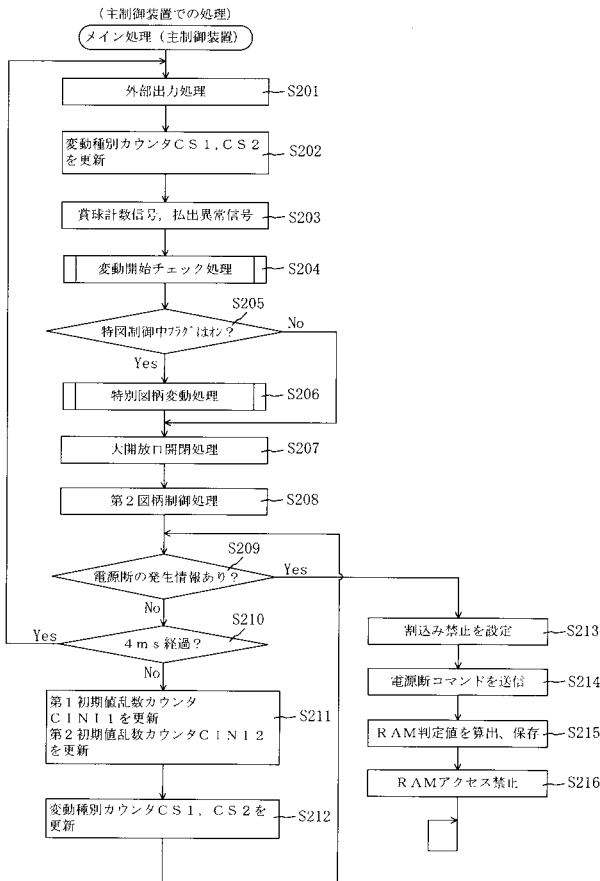 (主制御装置での処理)
メイン処理(主制御装置)
外部出力処理
S201
変動種別カウンタCS1,CS2
を更新
S202
賞球計数信号,払出異常信号
S203
変動開始チェック処理
S204
S205
特図制御中フラグはオン?
No
Yes
特別図柄変動処理
S206
大開放口開閉処理
S207
第2図柄制御処理
S208
S209
電源断の発生情報あり?
Yes
No
S210
4ms経過?
Yes
No
第1初期値乱数カウンタ
CINI1を更新
第2初期値乱数カウンタCINI2
を更新
S211
変動種別カウンタCS1,CS2を
更新
S212
割込み禁止を設定
S213
電源断コマンドを送信
S214
RAM判定値を算出、保存
S215
RAMアクセス禁止
S216